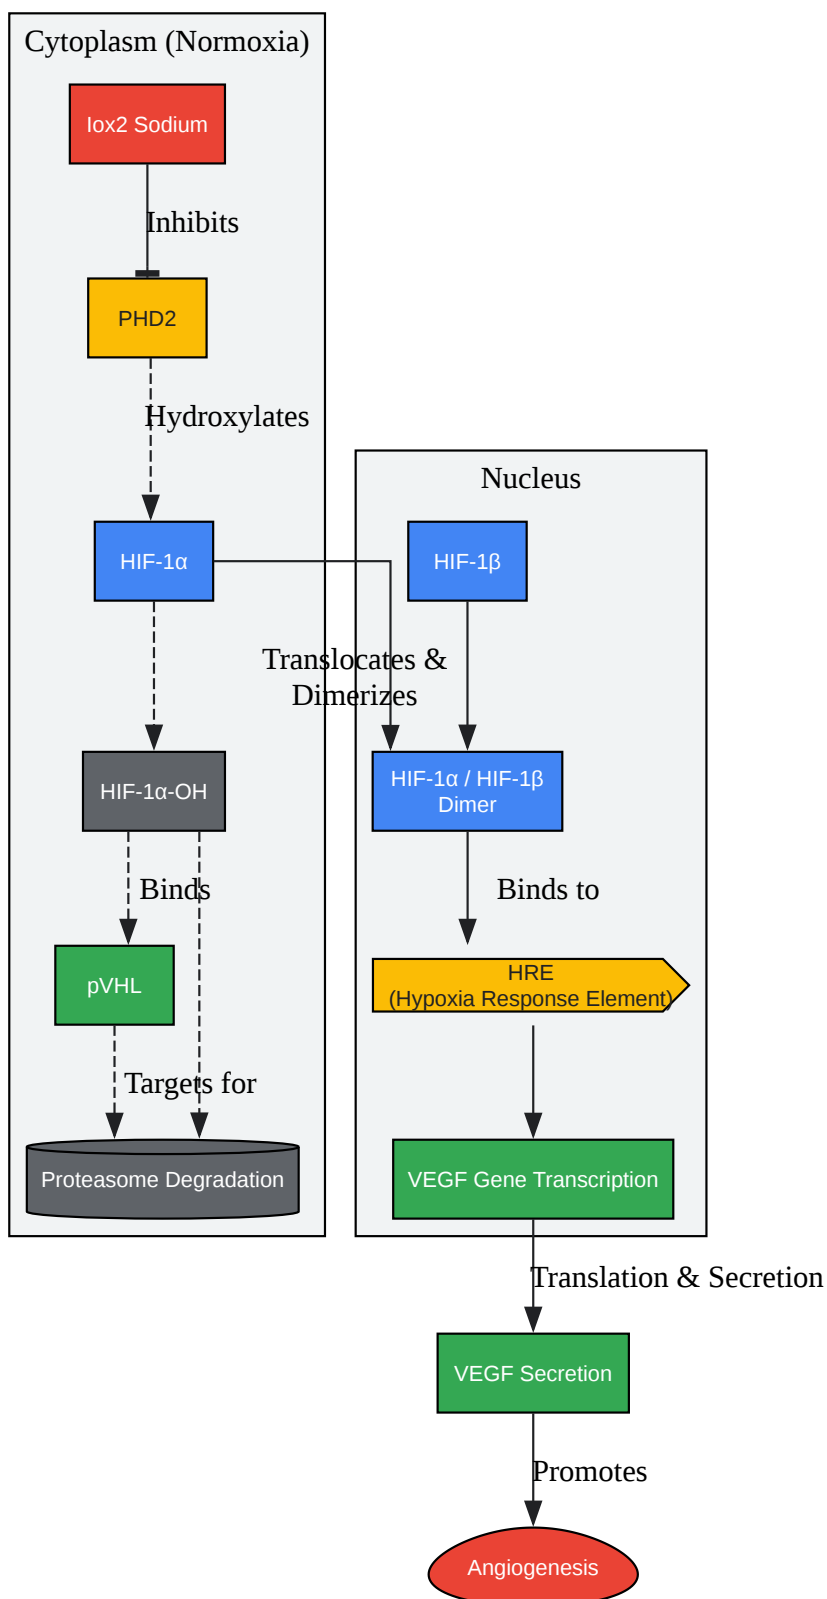 Cytoplasm (Normoxia)
Iox2 Sodium
Inhibits
PHD2
Hydroxylates
Nucleus
HIF-1α
HIF-1β
Translocates &
Dimerizes
HIF-1α-OH
HIF-1α / HIF-1β
Dimer
Binds
Binds to
pVHL
HRE
(Hypoxia Response Element)
Targets for
Proteasome Degradation
VEGF Gene Transcription
Translation & Secretion
VEGF Secretion
Promotes
Angiogenesis